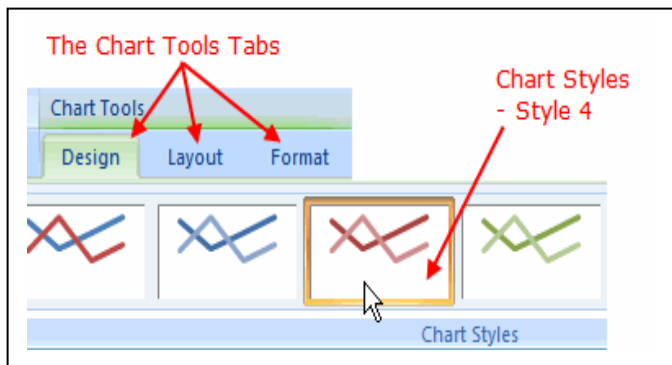 The Chart Tools Tabs
Chart Styles
- Style 4
Chart Tools
Design Layout Format
Chart Styles